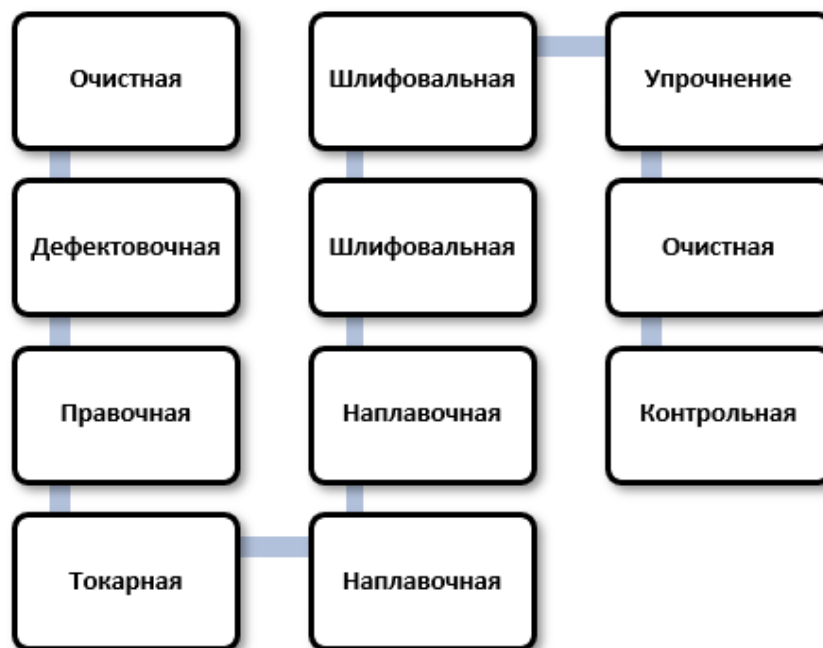 Очистная
Дефектовочная
Правочная
Токарная
Наплавочная
Наплавочная
Шлифовальная
Шлифовальная
Упрочнение
Очистная
Контрольная